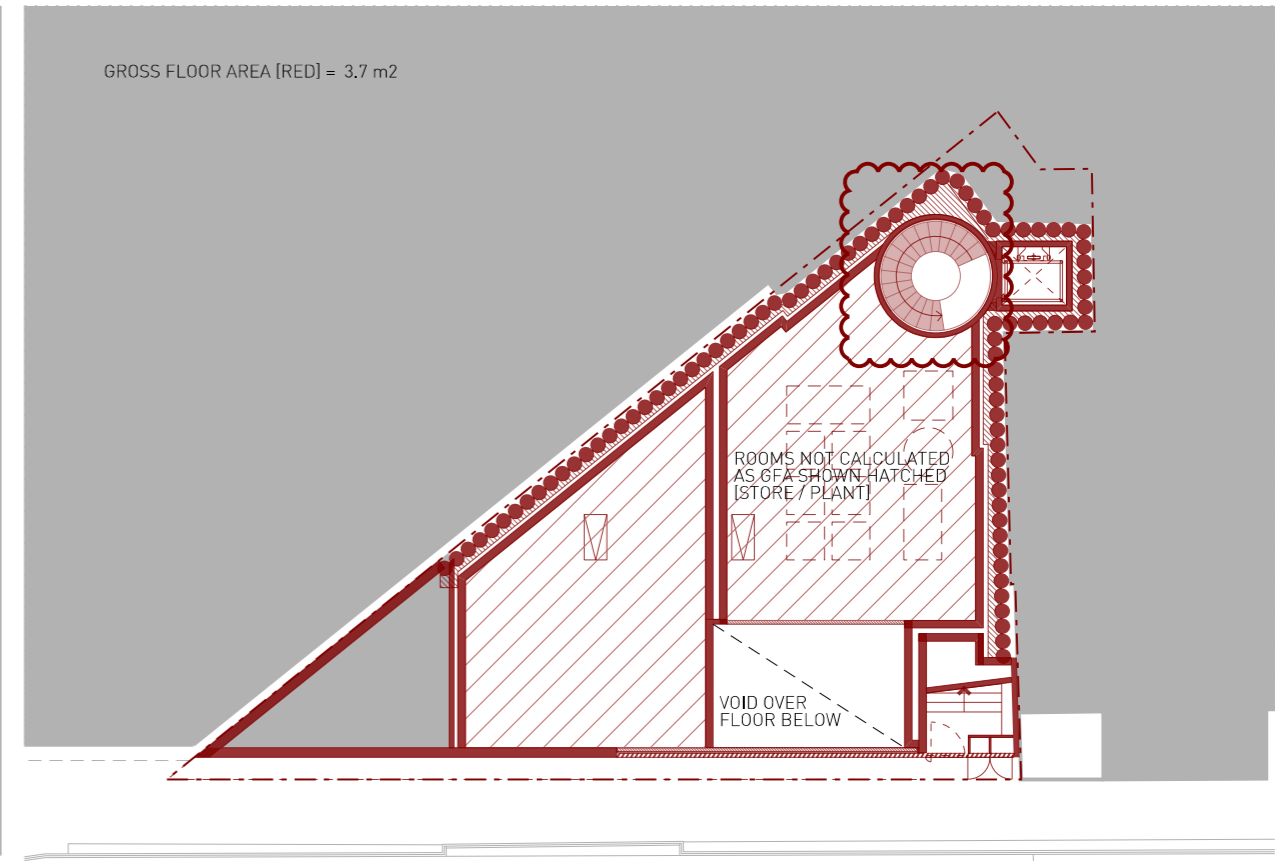 GROSS FLOOR AREA [RED] = 3.7 m2
ROOMS NOT CALCULATED
AS GFA SHOWN HATCHED
[STORE / PLANT]
VOID OVER
FLOOR BELOW